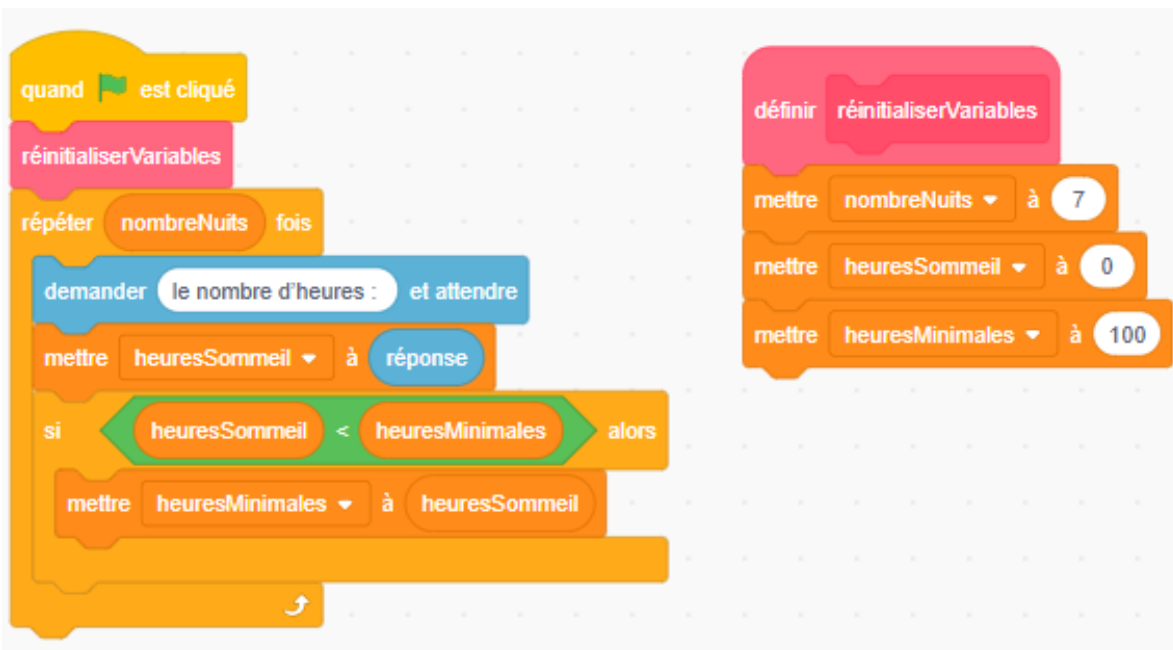 quand est cliqué
réinitialiserVariables
répéter nombreNuits fois
demander le nombre d'heures : et attendre
mettre heuresSommeil à réponse
si heuresSommeil < heuresMinimales alors
mettre heuresMinimales à heuresSommeil
définir réinitialiserVariables
mettre nombreNuits à 7
mettre heuresSommeil à 0
mettre heuresMinimales à 100